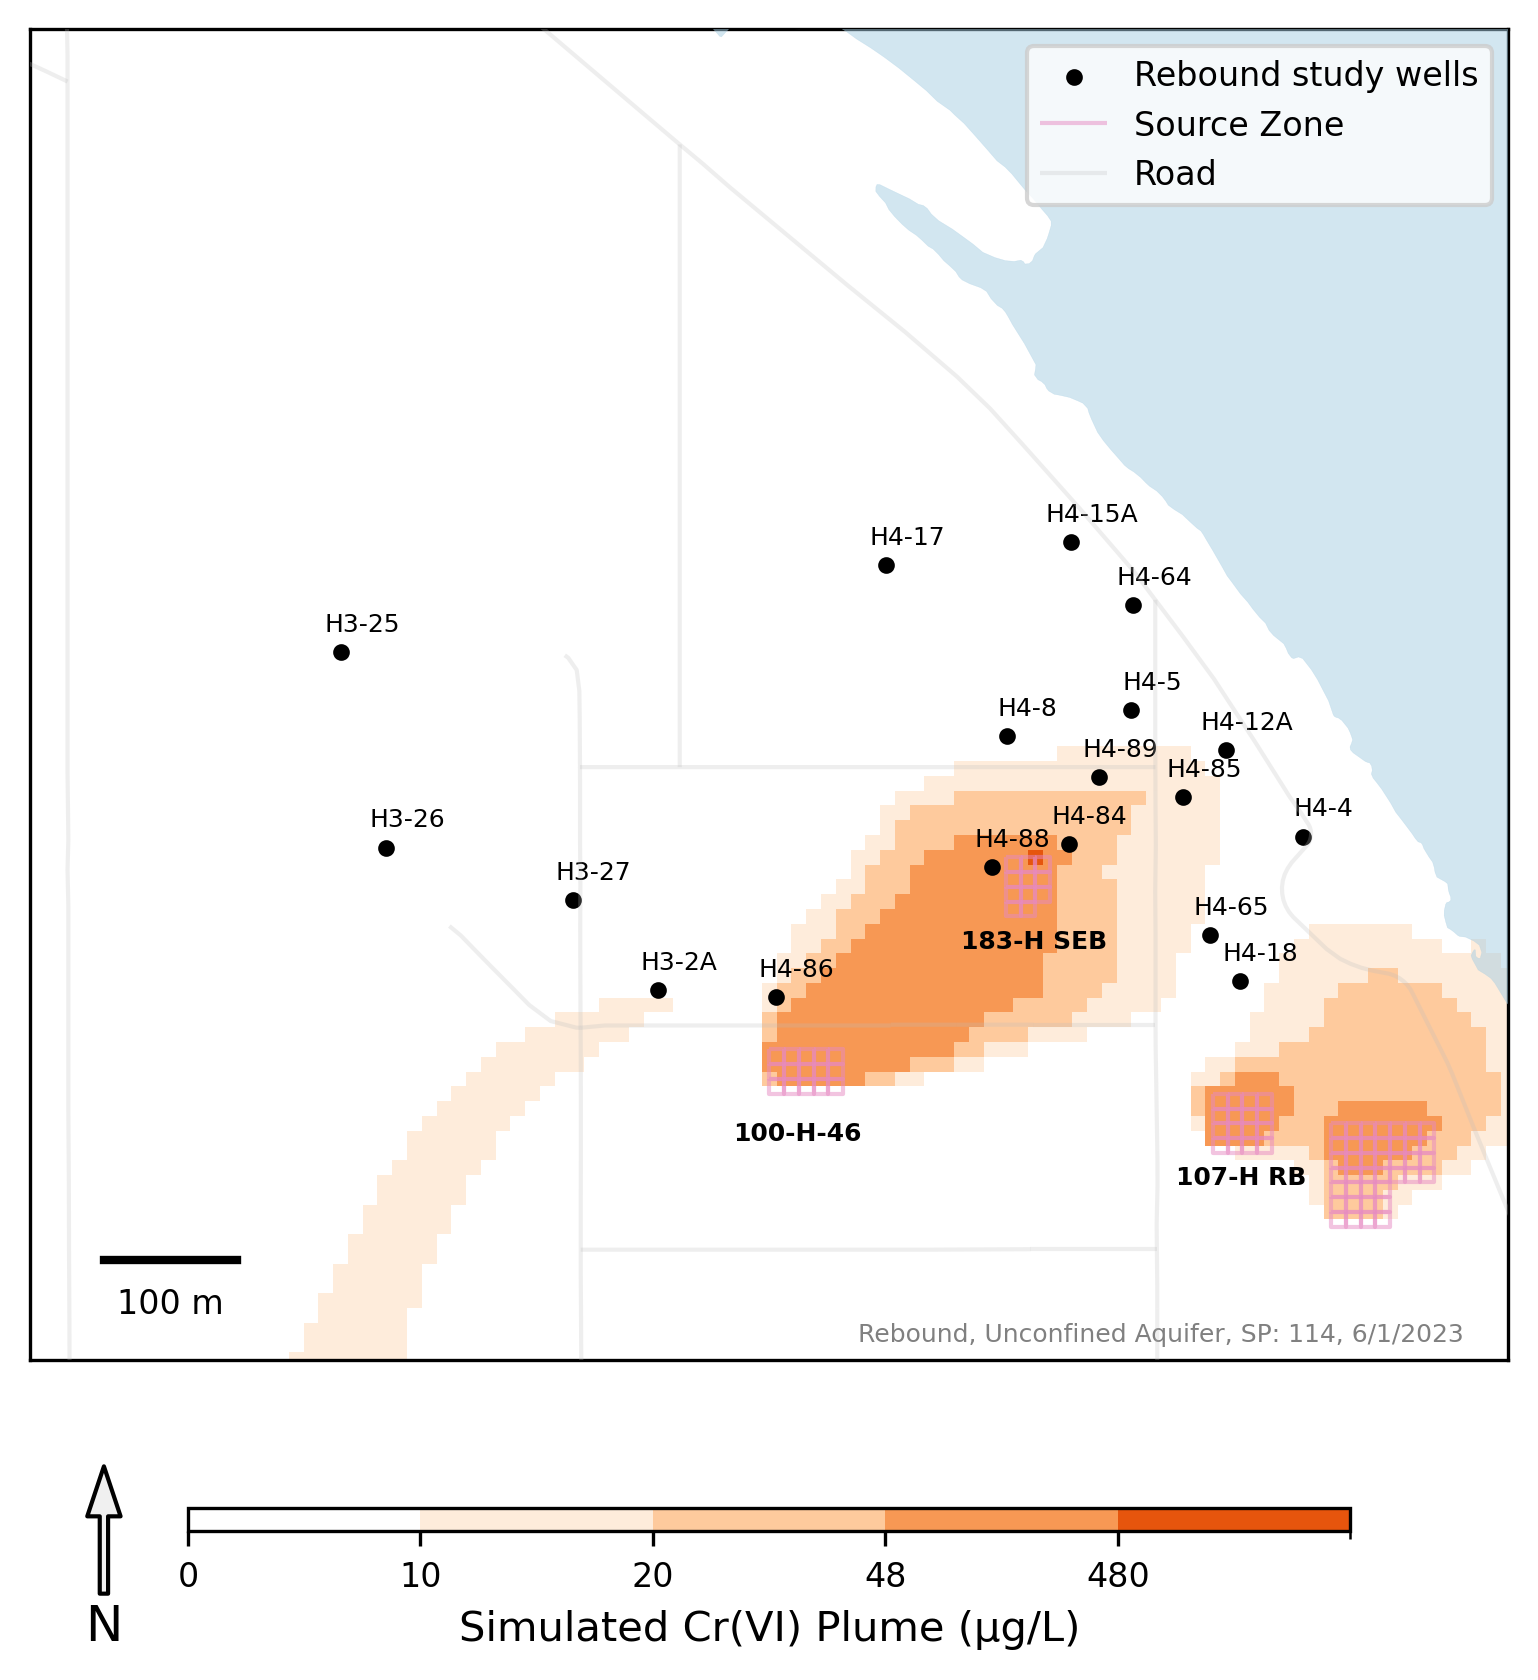 Rebound study wells
Source Zone
Road
H4-15A
H4-17
H4-64
H3-25
H4-5
H4-8
H4-12A
H4-89
H4-85
H4-4
H4-84
H3-26
H4-88
H3-27
H4-65
183-H SEB
H4-18
H3-2A
H4-86
100-H-46
107-H RB
100 m
Rebound, Unconfined Aquifer, SP: 114, 6/1/2023
0 10 20 48 480
N
Simulated Cr(VI) Plume (μg/L)